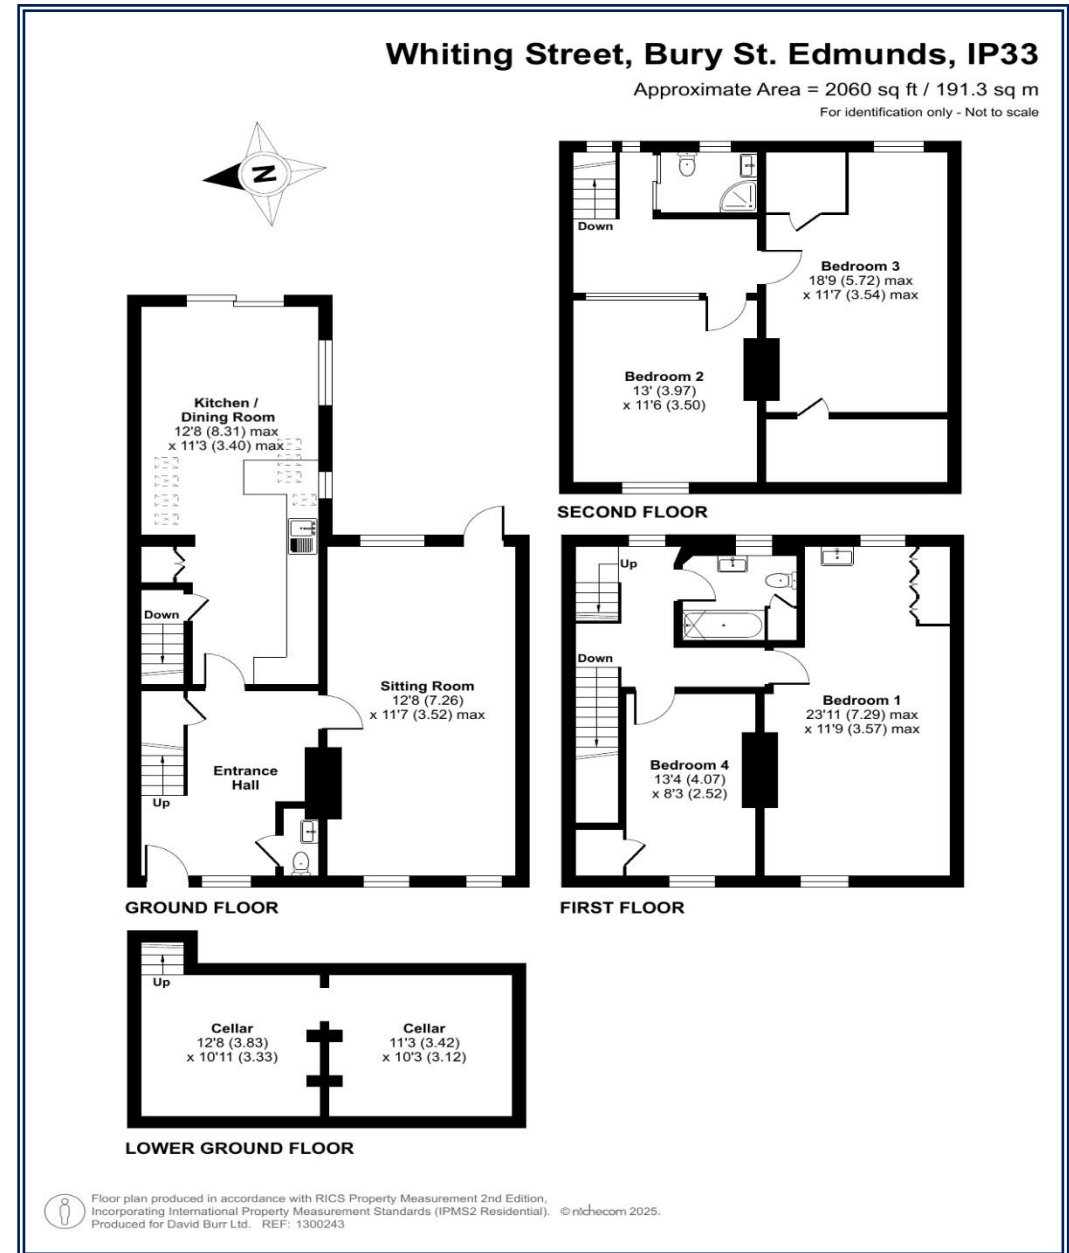 Whiting Street, Bury St. Edmunds, IP33
Approximate Area = 2060 sq ft / 191.3 sq m
For identification only - Not to scale
N
Down
Bedroom 3
18'9 (5.72) max
x 11'7 (3.54) max
Bedroom 2
13' (3.97)
x 11'6 (3.50)
SECOND FLOOR
Kitchen /
Dining Room
12'8 (8.31) max
x 11'3 (3.40) max
Down
Sitting Room
12'8 (7.26)
x 11'7 (3.52) max
Entrance
Hall
Up
GROUND FLOOR
Up
Down
Bedroom 1
23'11 (7.29) max
x 11'9 (3.57) max
Bedroom 4
13'4 (4.07)
x 8'3 (2.52)
FIRST FLOOR
Up
Cellar
12'8 (3.83)
x 10'11 (3.33)
Cellar
11'3 (3.42)
x 10'3 (3.12)
LOWER GROUND FLOOR
Floor plan produced in accordance with RICS Property Measurement 2nd Edition,
Incorporating International Property Measurement Standards (IPMS2 Residential). © nichecom 2025.
Produced for David Burr Ltd. REF: 1300243